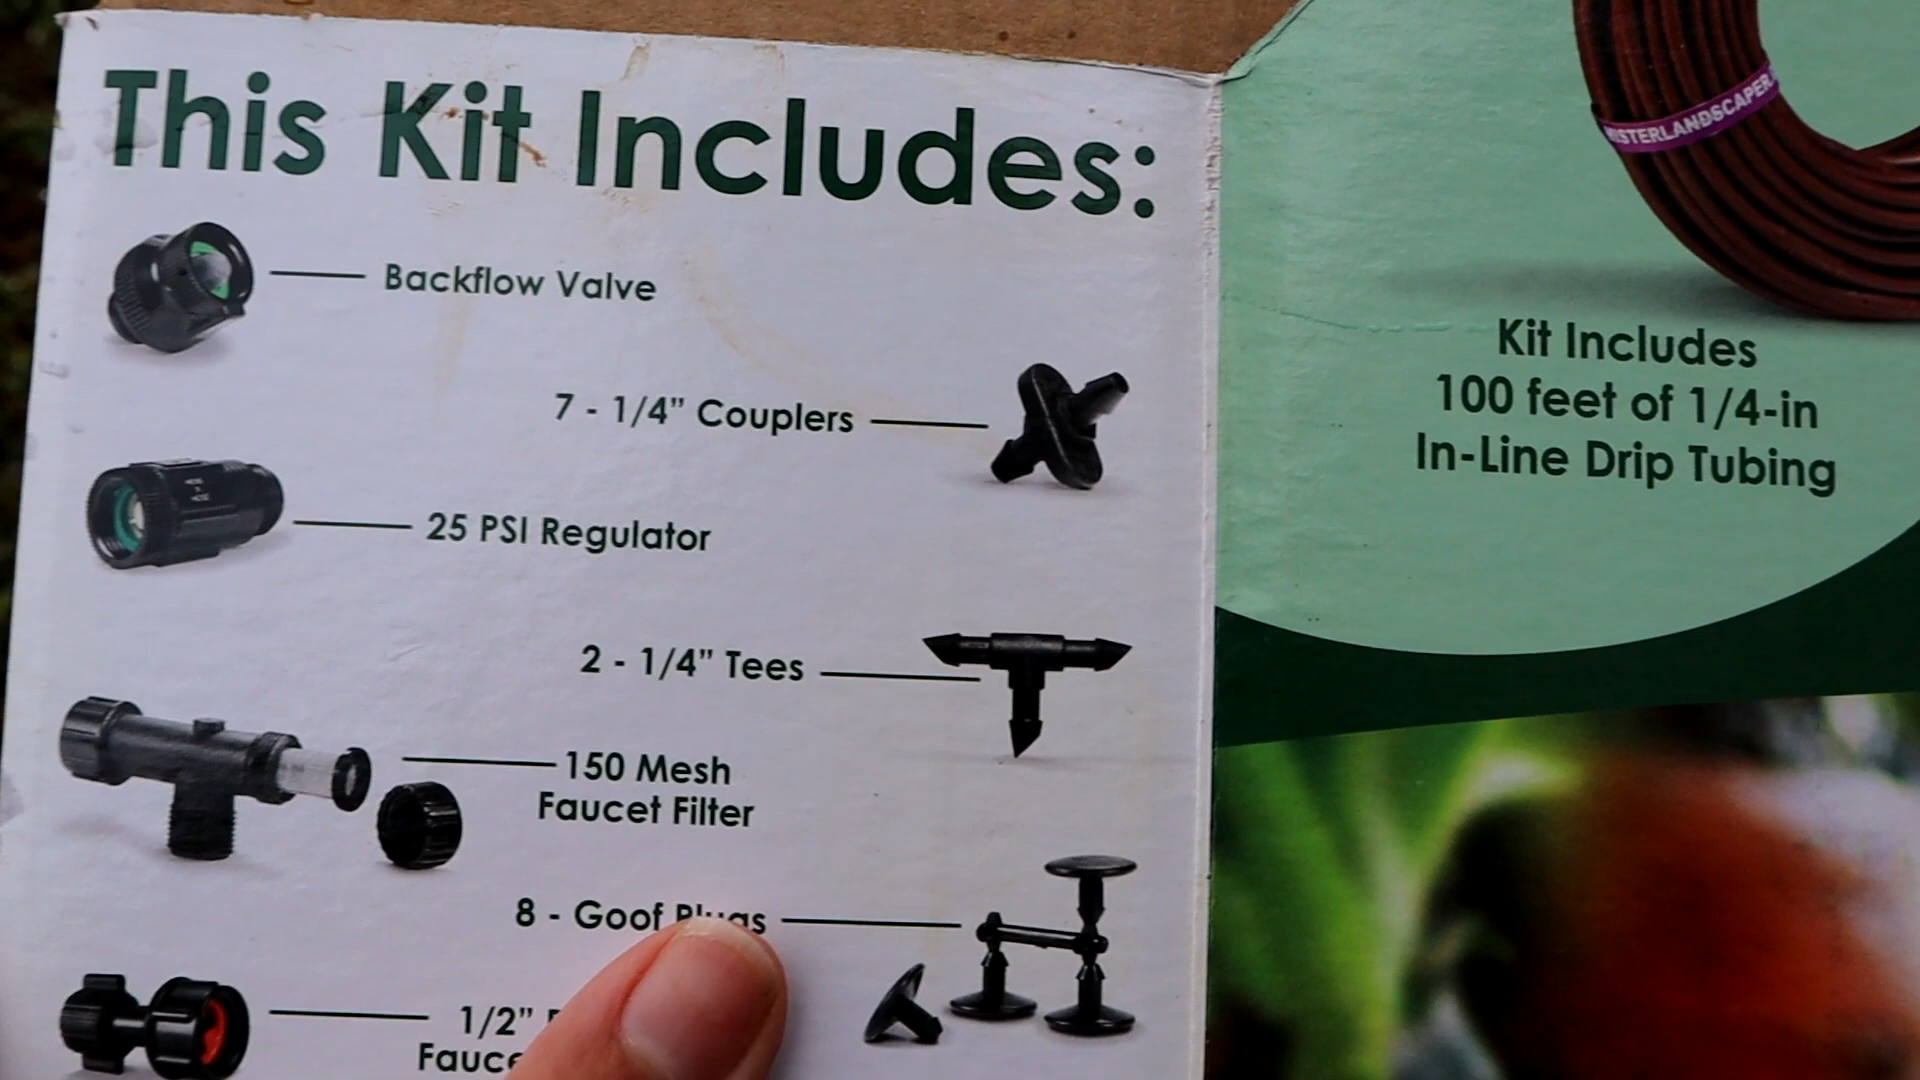 This Kit Includes:
Backflow Valve
7 - 1/4" Couplers
25 PSI Regulator
2 - 1/4" Tees
150 Mesh
Faucet Filter
8 - Goof Plugs
1/2"
MISTERLANDSCAPER
Kit Includes
100 feet of 1/4-in
In-Line Drip Tubing